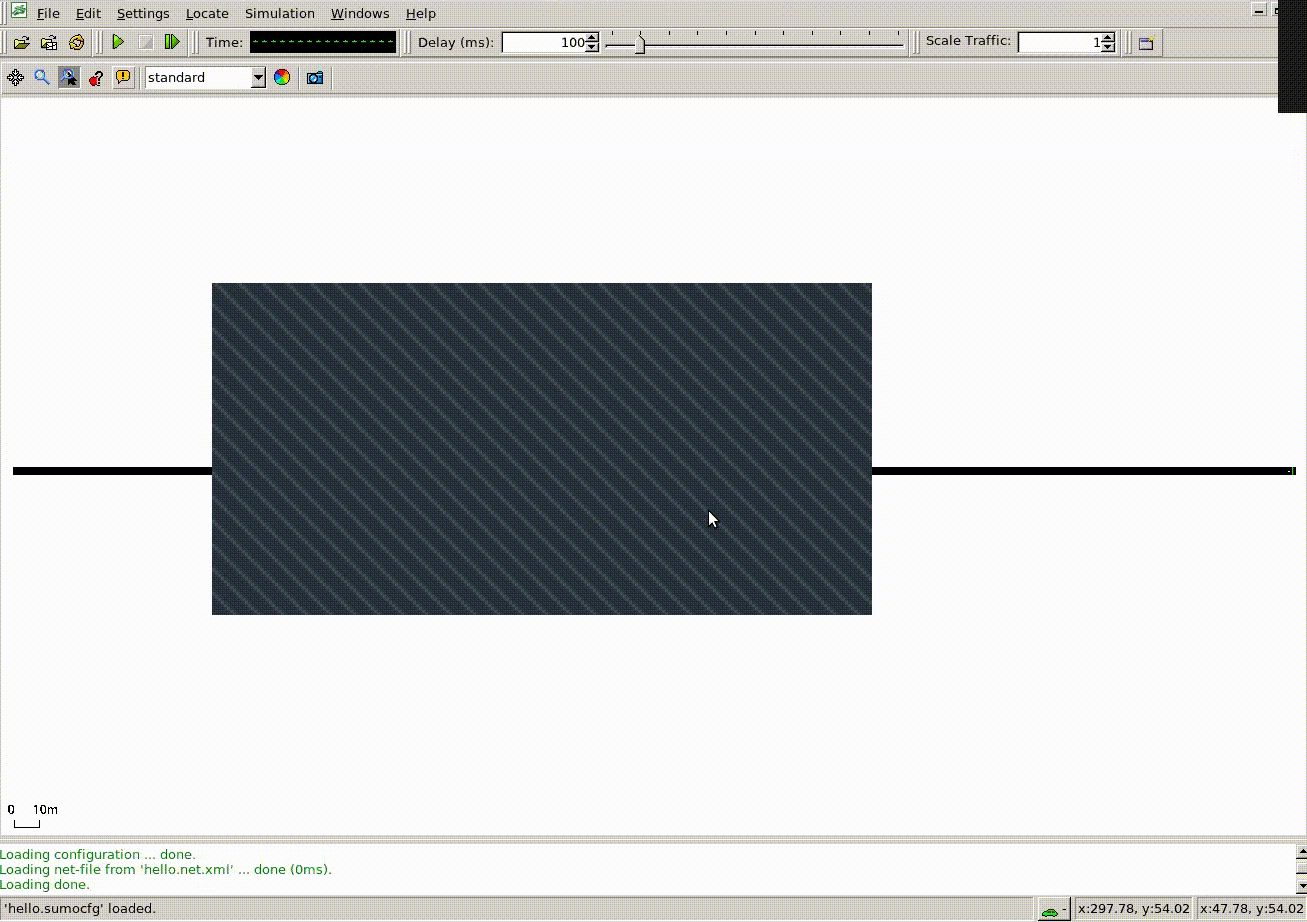 File Edit Settings Locate Simulation Windows Help
Time: Delay (ms): 100 Scale Traffic: 1
standard
0 10m
Loading configuration ... done.
Loading net-file from 'hello.net.xml' ... done (0ms).
Loading done.
'hello.sumocfg' loaded. - x:297.78, y:54.02 x:47.78, y:54.02